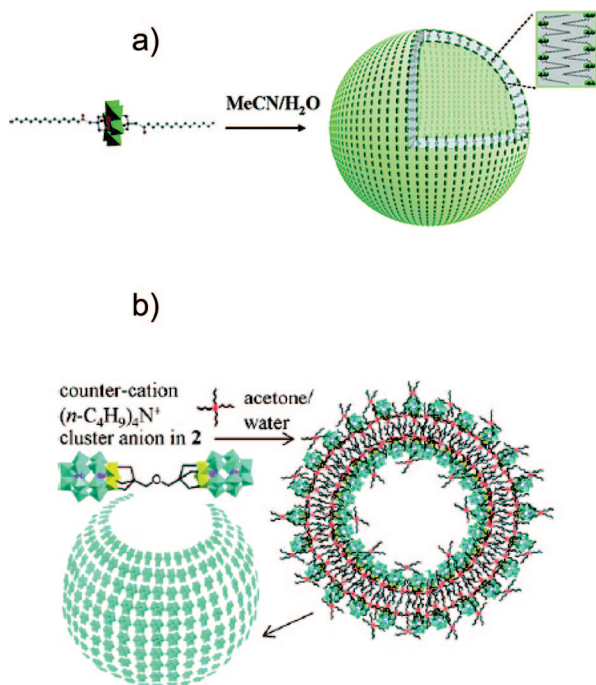 a)
MeCN/H₂O
b)
counter-cation
(n-C₄H₉)₄N⁺
cluster anion in 2
acetone/
water